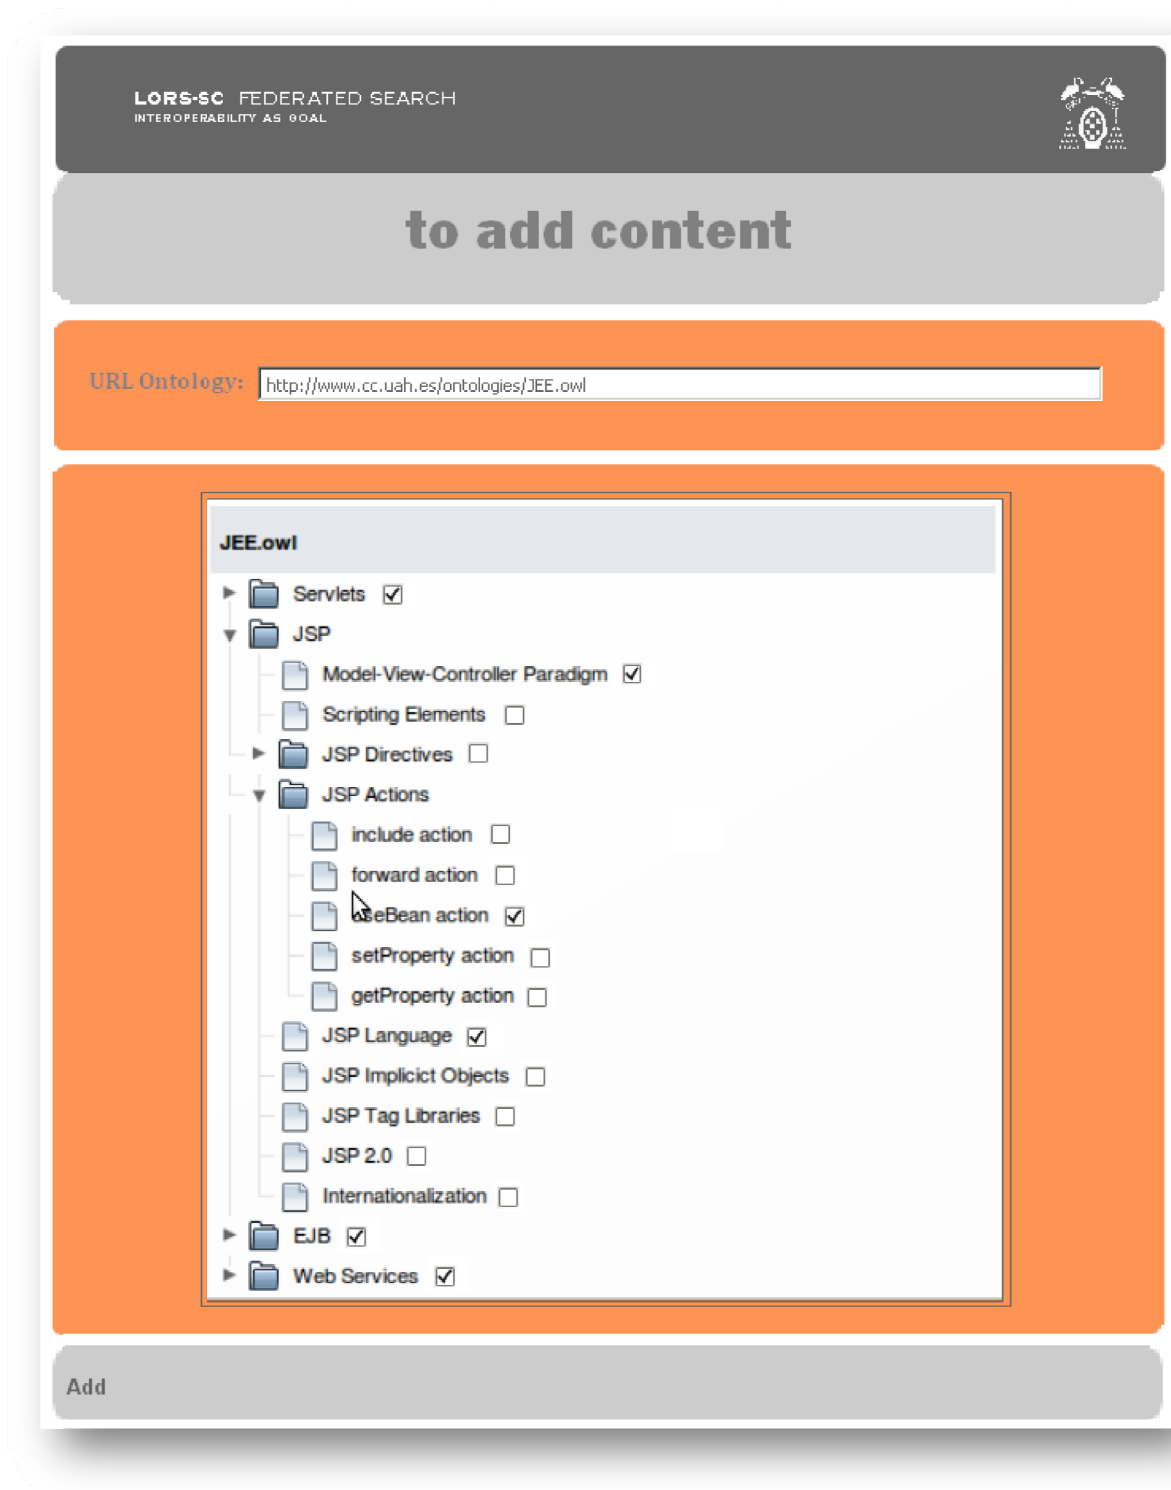 LORS-SC FEDERATED SEARCH
INTEROPERABILITY AS GOAL
to add content
URL Ontology: http://www.cc.uah.es/ontologies/JEE.owl
JEE.owl
Servlets
JSP
Model-View-Controller Paradigm
Scripting Elements
JSP Directives
JSP Actions
include action
forward action
useBean action
setProperty action
getProperty action
JSP Language
JSP Implicict Objects
JSP Tag Libraries
JSP 2.0
Internationalization
EJB
Web Services
Add